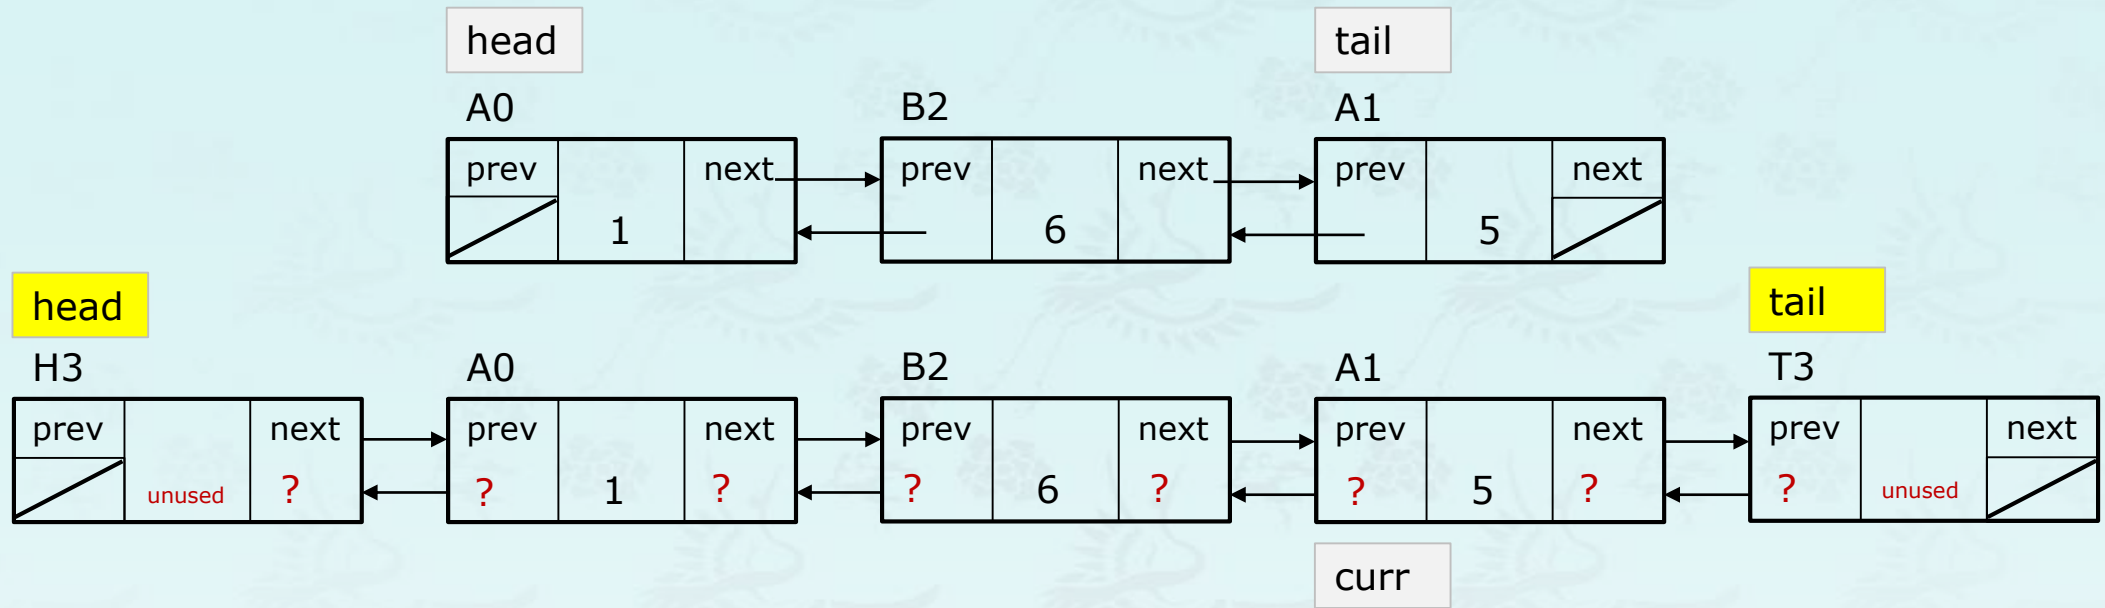 head tail
A0 B2 A1
prev next prev next prev next
1 6 5
head tail
H3 A0 B2 A1 T3
prev next prev next prev next prev next prev next
unused ? ? 1 ? ? 6 ? ? 5 ? ? unused
curr